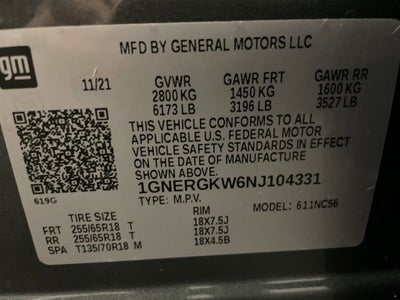 gm
MFD BY GENERAL MOTORS LLC
11/21 GVWR GAWR FRT GAWR RR
2800 KG 1450 KG 1600 KG
6173 LB 3196 LB 3527 LB
THIS VEHICLE CONFORMS TO ALL
APPLICABLE U.S. FEDERAL MOTOR
VEHICLE SAFETY STANDARDS IN EFFECT
ON THE DATE OF MANUFACTURE
SHOWN ABOVE.
619G
1GNERGKW6NJ104331
TYPE: M.P.V. MODEL: 611NC56
TIRE SIZE RIM
FRT 255/65R18 T 18X7.5J
RR 255/65R18 T 18X7.5J
SPA T135/70R18 M 18X4.5B